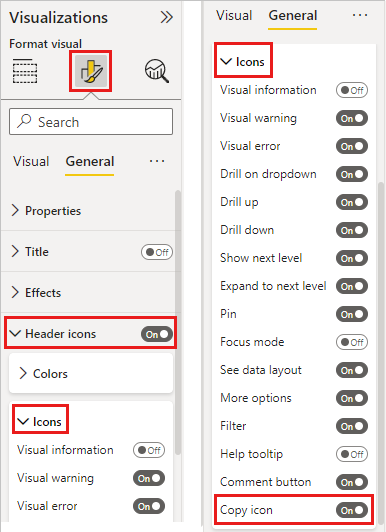 Visualizations
Format visual
Search
Visual General ...
Properties
Title Off
Effects
Header icons On
Colors
Icons
Visual information Off
Visual warning On
Visual error On
Visual General ...
Icons
Visual information Off
Visual warning On
Visual error On
Drill on dropdown On
Drill up On
Drill down On
Show next level On
Expand to next level On
Pin On
Focus mode Off
See data layout On
More options On
Filter On
Help tooltip Off
Comment button On
Copy icon On